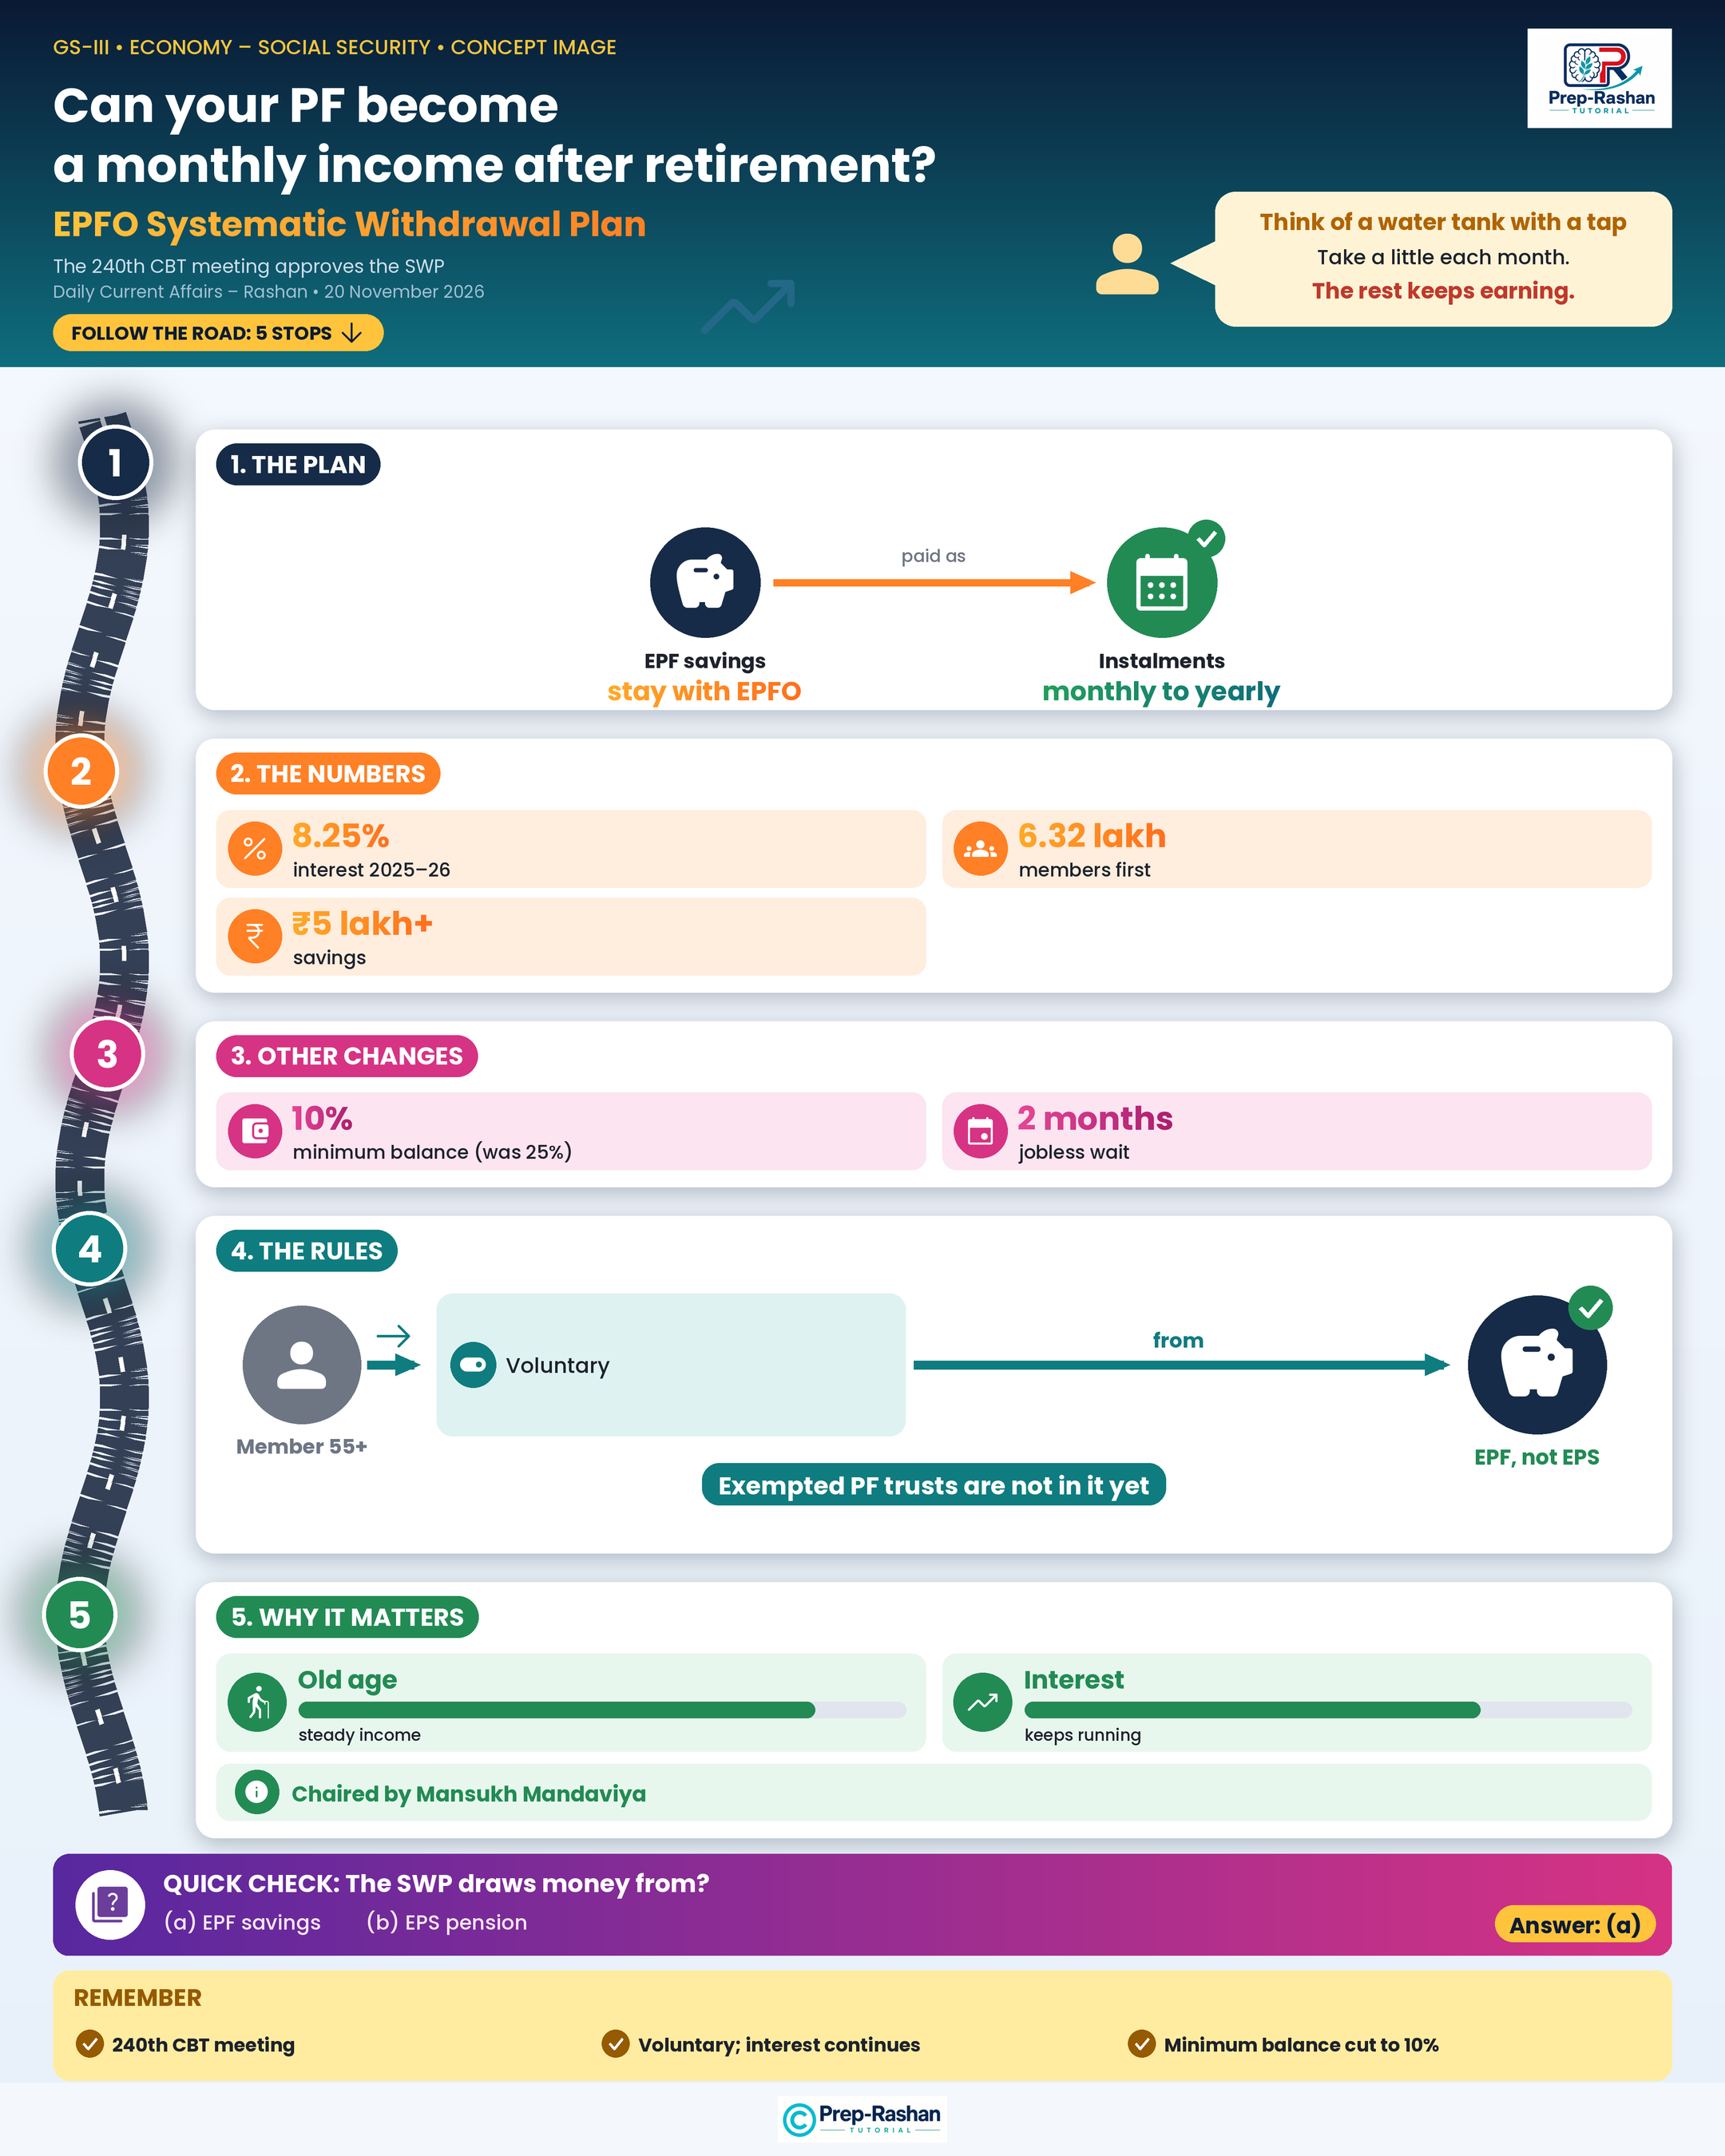 GS-III • ECONOMY – SOCIAL SECURITY • CONCEPT IMAGE
Can your PF become
a monthly income after retirement?
EPFO Systematic Withdrawal Plan
The 240th CBT meeting approves the SWP
Daily Current Affairs – Rashan • 20 November 2026
FOLLOW THE ROAD: 5 STOPS
PR
Prep-Rashan
TUTORIAL
Think of a water tank with a tap
Take a little each month.
The rest keeps earning.
1
1. THE PLAN
paid as
EPF savings
stay with EPFO
Instalments
monthly to yearly
2
2. THE NUMBERS
8.25%
interest 2025–26
6.32 lakh
members first
₹5 lakh+
savings
3
3. OTHER CHANGES
10%
minimum balance (was 25%)
2 months
jobless wait
4
4. THE RULES
Member 55+
Voluntary
from
EPF, not EPS
Exempted PF trusts are not in it yet
5
5. WHY IT MATTERS
Old age
steady income
Interest
keeps running
Chaired by Mansukh Mandaviya
QUICK CHECK: The SWP draws money from?
(a) EPF savings (b) EPS pension
Answer: (a)
REMEMBER
240th CBT meeting
Voluntary; interest continues
Minimum balance cut to 10%
© Prep-Rashan
TUTORIAL